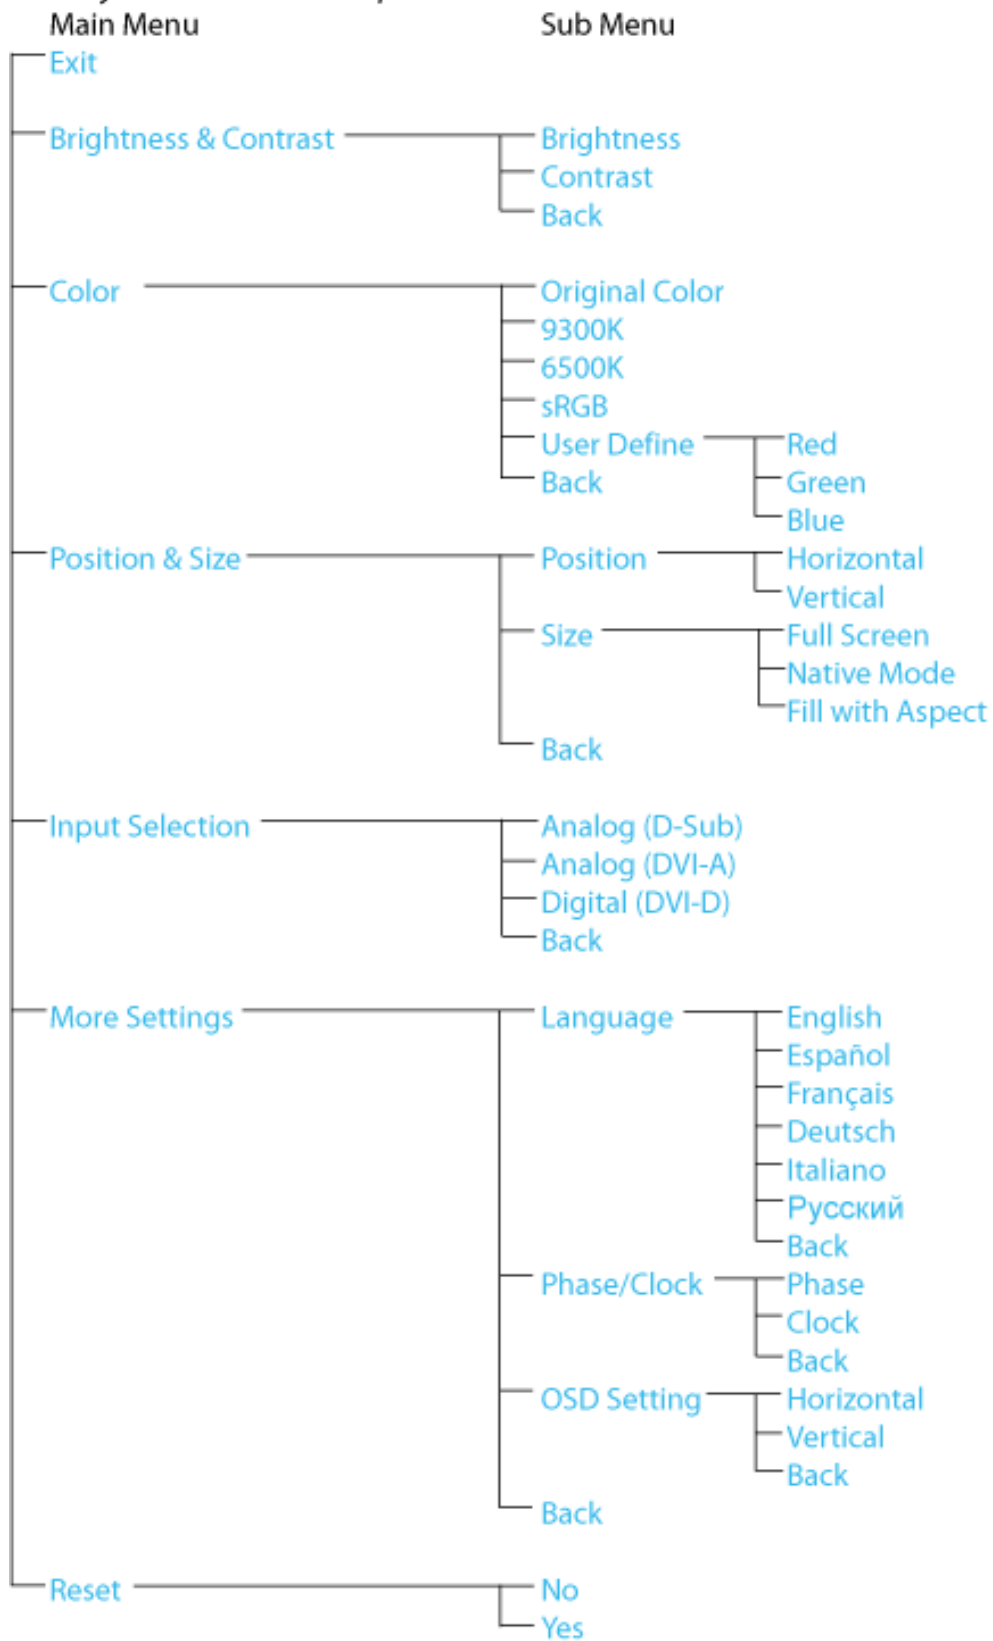 Main Menu Sub Menu
Exit
Brightness & Contrast Brightness
Contrast
Back
Color Original Color
9300K
6500K
sRGB
User Define Red
Back Green
Blue
Position & Size Position Horizontal
Vertical
Size Full Screen
Native Mode
Fill with Aspect
Back
Input Selection Analog (D-Sub)
Analog (DVI-A)
Digital (DVI-D)
Back
More Settings Language English
Español
Français
Deutsch
Italiano
Русский
Back
Phase/Clock Phase
Clock
Back
OSD Setting Horizontal
Vertical
Back
Back
Reset No
Yes